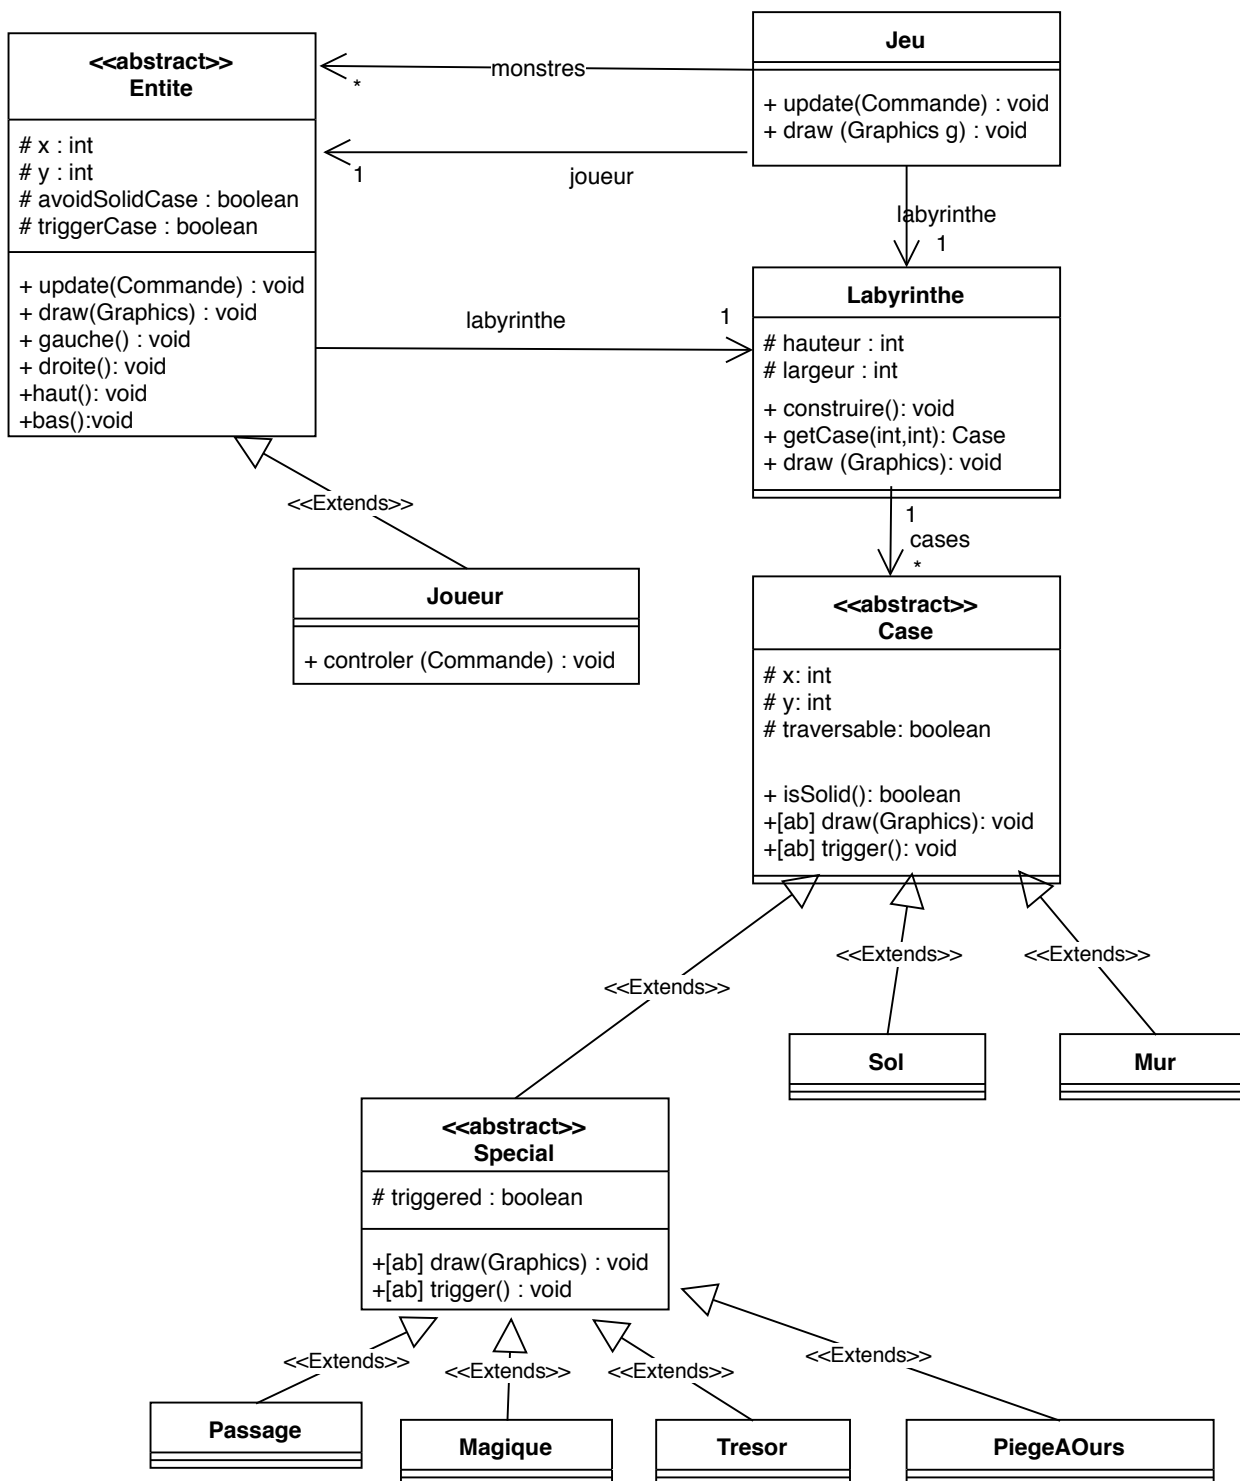 <<abstract>>
Entite
# x : int
# y : int
# avoidSolidCase : boolean
# triggerCase : boolean
+ update(Commande) : void
+ draw(Graphics) : void
+ gauche() : void
+ droite(): void
+haut(): void
+bas():void
monstres
*
joueur
1
Jeu
+ update(Commande) : void
+ draw (Graphics g) : void
labyrinthe
1
labyrinthe
1
Labyrinthe
# hauteur : int
# largeur : int
+ construire(): void
+ getCase(int,int): Case
+ draw (Graphics): void
<<Extends>>
Joueur
+ controler (Commande) : void
1
cases
*
<<abstract>>
Case
# x: int
# y: int
# traversable: boolean
+ isSolid(): boolean
+[ab] draw(Graphics): void
+[ab] trigger(): void
<<Extends>>
<<Extends>>
<<Extends>>
Sol
Mur
<<abstract>>
Special
# triggered : boolean
+[ab] draw(Graphics) : void
+[ab] trigger() : void
<<Extends>>
<<Extends>>
<<Extends>>
<<Extends>>
Passage
Magique
Tresor
PiegeAOurs